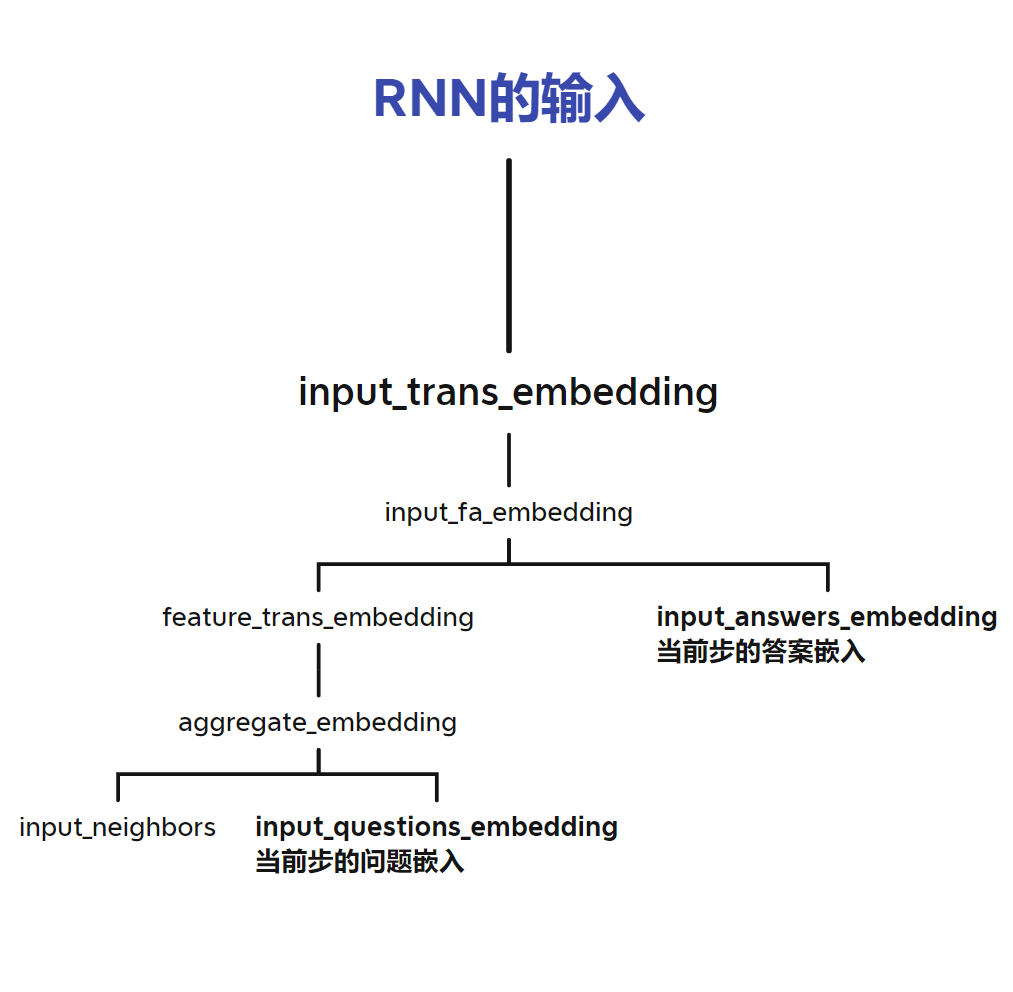 RNN的输入
input_trans_embedding
input_fa_embedding
feature_trans_embedding
input_answers_embedding
当前步的答案嵌入
aggregate_embedding
input_neighbors
input_questions_embedding
当前步的问题嵌入